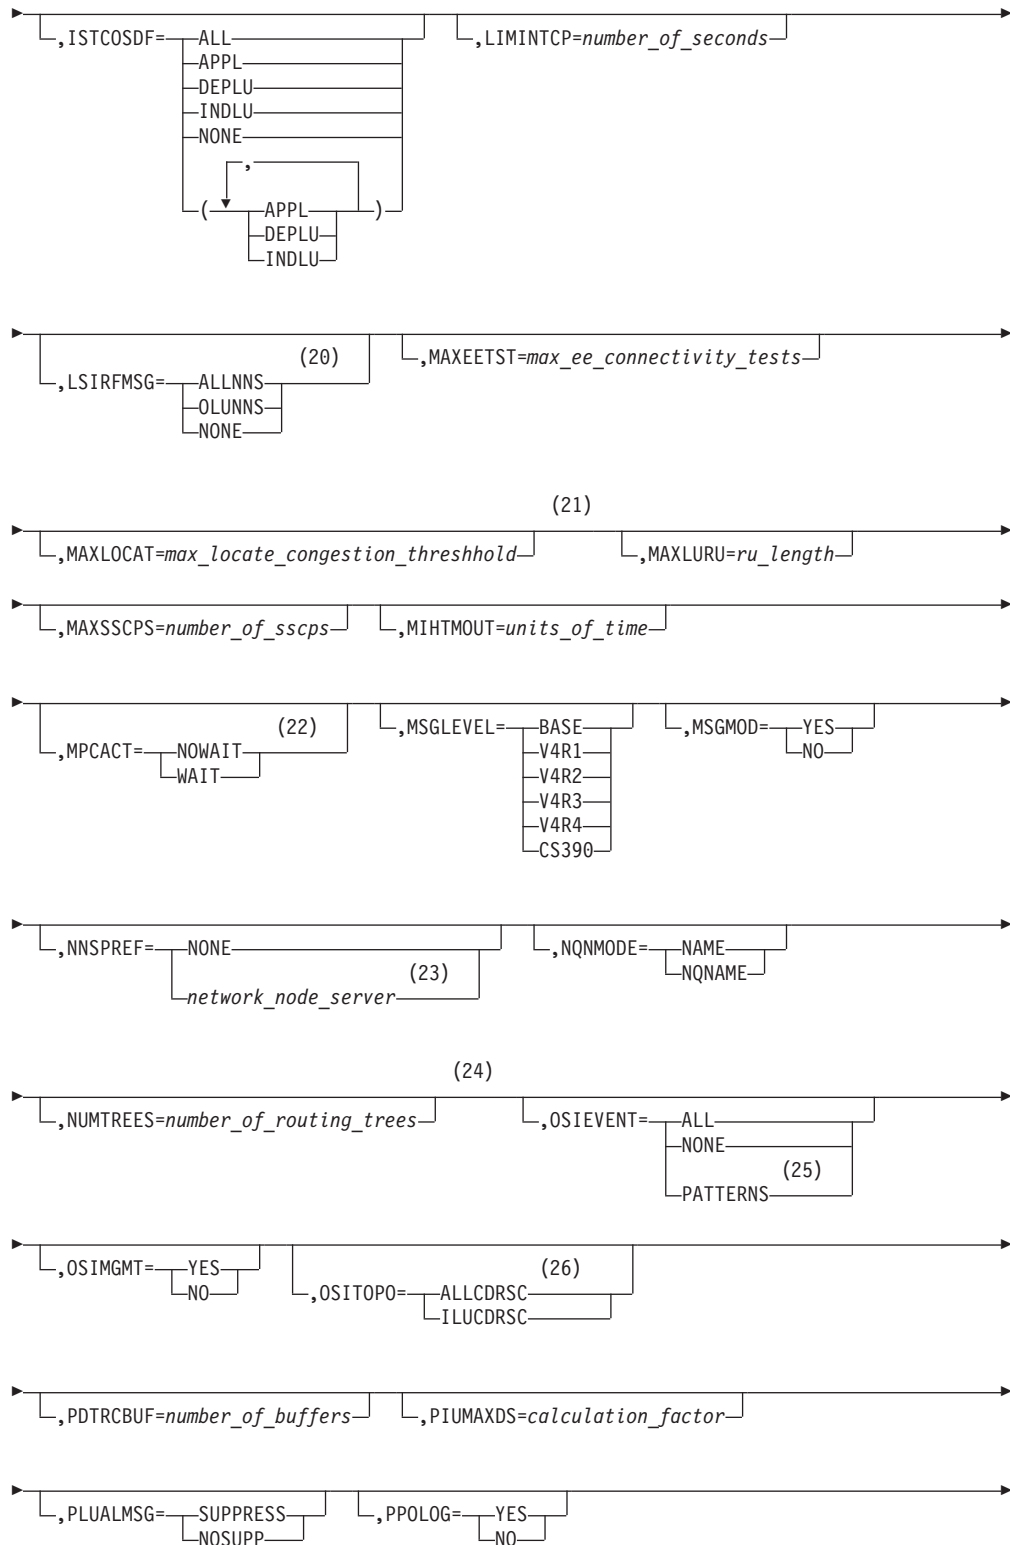 ,ISTCOSDF= ALL ,LIMINTCP=number_of_seconds
APPL
DEPLU
INDLU
NONE
,
( APPL )
DEPLU
INDLU
(20) ,MAXEETST=max_ee_connectivity_tests
,LSIRFMSG= ALLNNS
OLUNNS
NONE
(21)
,MAXLOCAT=max_locate_congestion_threshhold ,MAXLURU=ru_length
,MAXSSCPS=number_of_sscps ,MIHTMOUT=units_of_time
(22) ,MSGLEVEL= BASE ,MSGMOD= YES
,MPCACT= NOWAIT V4R1 NO
WAIT V4R2
V4R3
V4R4
CS390
,NNSPREF= NONE ,NQNMODE= NAME
(23) NQNAME
network_node_server
(24)
,NUMTREES=number_of_routing_trees ,OSIEVENT= ALL
NONE
(25)
PATTERNS
,OSIMGMT= YES (26)
NO ,OSITOPO= ALLCDRSC
ILUCDRSC
,PDTRCBUF=number_of_buffers ,PIUMAXDS=calculation_factor
,PLUALMSG= SUPPRESS ,PPOLOG= YES
NOSUPP NO